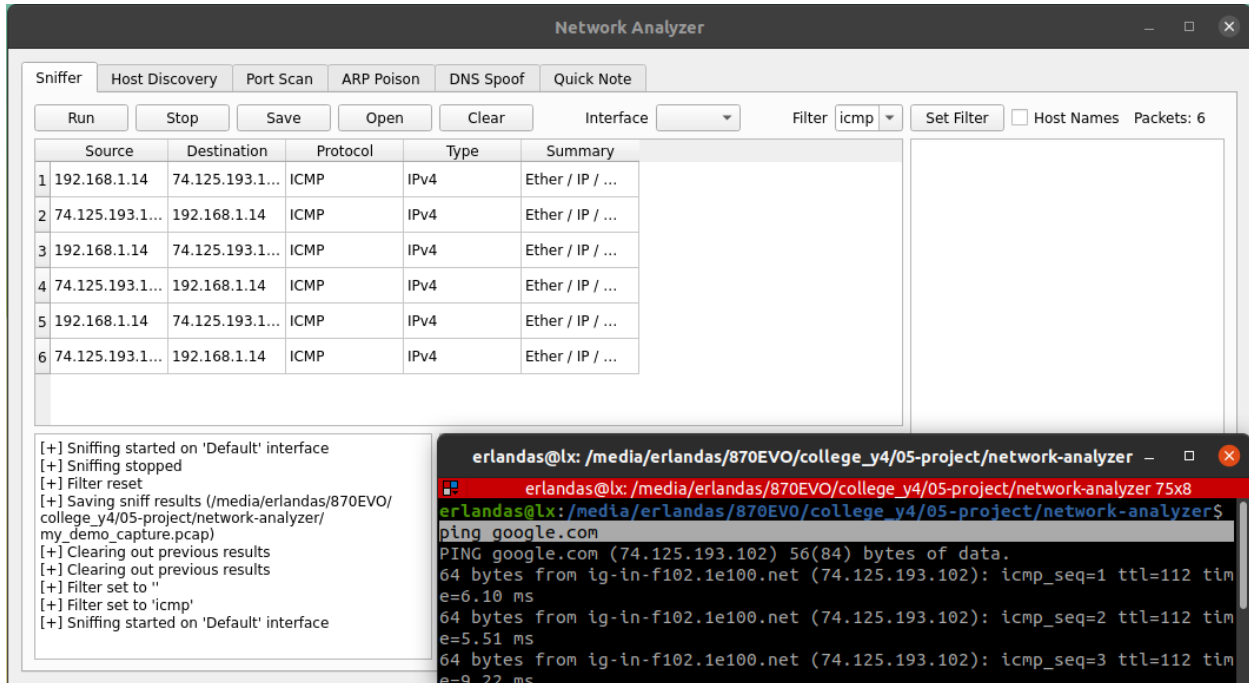 Network Analyzer
Sniffer Host Discovery Port Scan ARP Poison DNS Spoof Quick Note
Run Stop Save Open Clear Interface Filter icmp Set Filter Host Names Packets: 6
Source Destination Protocol Type Summary
1 192.168.1.14 74.125.193.1... ICMP IPv4 Ether / IP / ...
2 74.125.193.1... 192.168.1.14 ICMP IPv4 Ether / IP / ...
3 192.168.1.14 74.125.193.1... ICMP IPv4 Ether / IP / ...
4 74.125.193.1... 192.168.1.14 ICMP IPv4 Ether / IP / ...
5 192.168.1.14 74.125.193.1... ICMP IPv4 Ether / IP / ...
6 74.125.193.1... 192.168.1.14 ICMP IPv4 Ether / IP / ...
[+] Sniffing started on 'Default' interface
[+] Sniffing stopped
[+] Filter reset
[+] Saving sniff results (/media/erlandas/870EVO/
college_y4/05-project/network-analyzer/
my_demo_capture.pcap)
[+] Clearing out previous results
[+] Clearing out previous results
[+] Filter set to ''
[+] Filter set to 'icmp'
[+] Sniffing started on 'Default' interface
erlandas@lx: /media/erlandas/870EVO/college_y4/05-project/network-analyzer
erlandas@lx: /media/erlandas/870EVO/college_y4/05-project/network-analyzer 75x8
erlandas@lx:/media/erlandas/870EVO/college_y4/05-project/network-analyzer$
ping google.com
PING google.com (74.125.193.102) 56(84) bytes of data.
64 bytes from ig-in-f102.1e100.net (74.125.193.102): icmp_seq=1 ttl=112 tim
e=6.10 ms
64 bytes from ig-in-f102.1e100.net (74.125.193.102): icmp_seq=2 ttl=112 tim
e=5.51 ms
64 bytes from ig-in-f102.1e100.net (74.125.193.102): icmp_seq=3 ttl=112 tim
e=9.22 ms